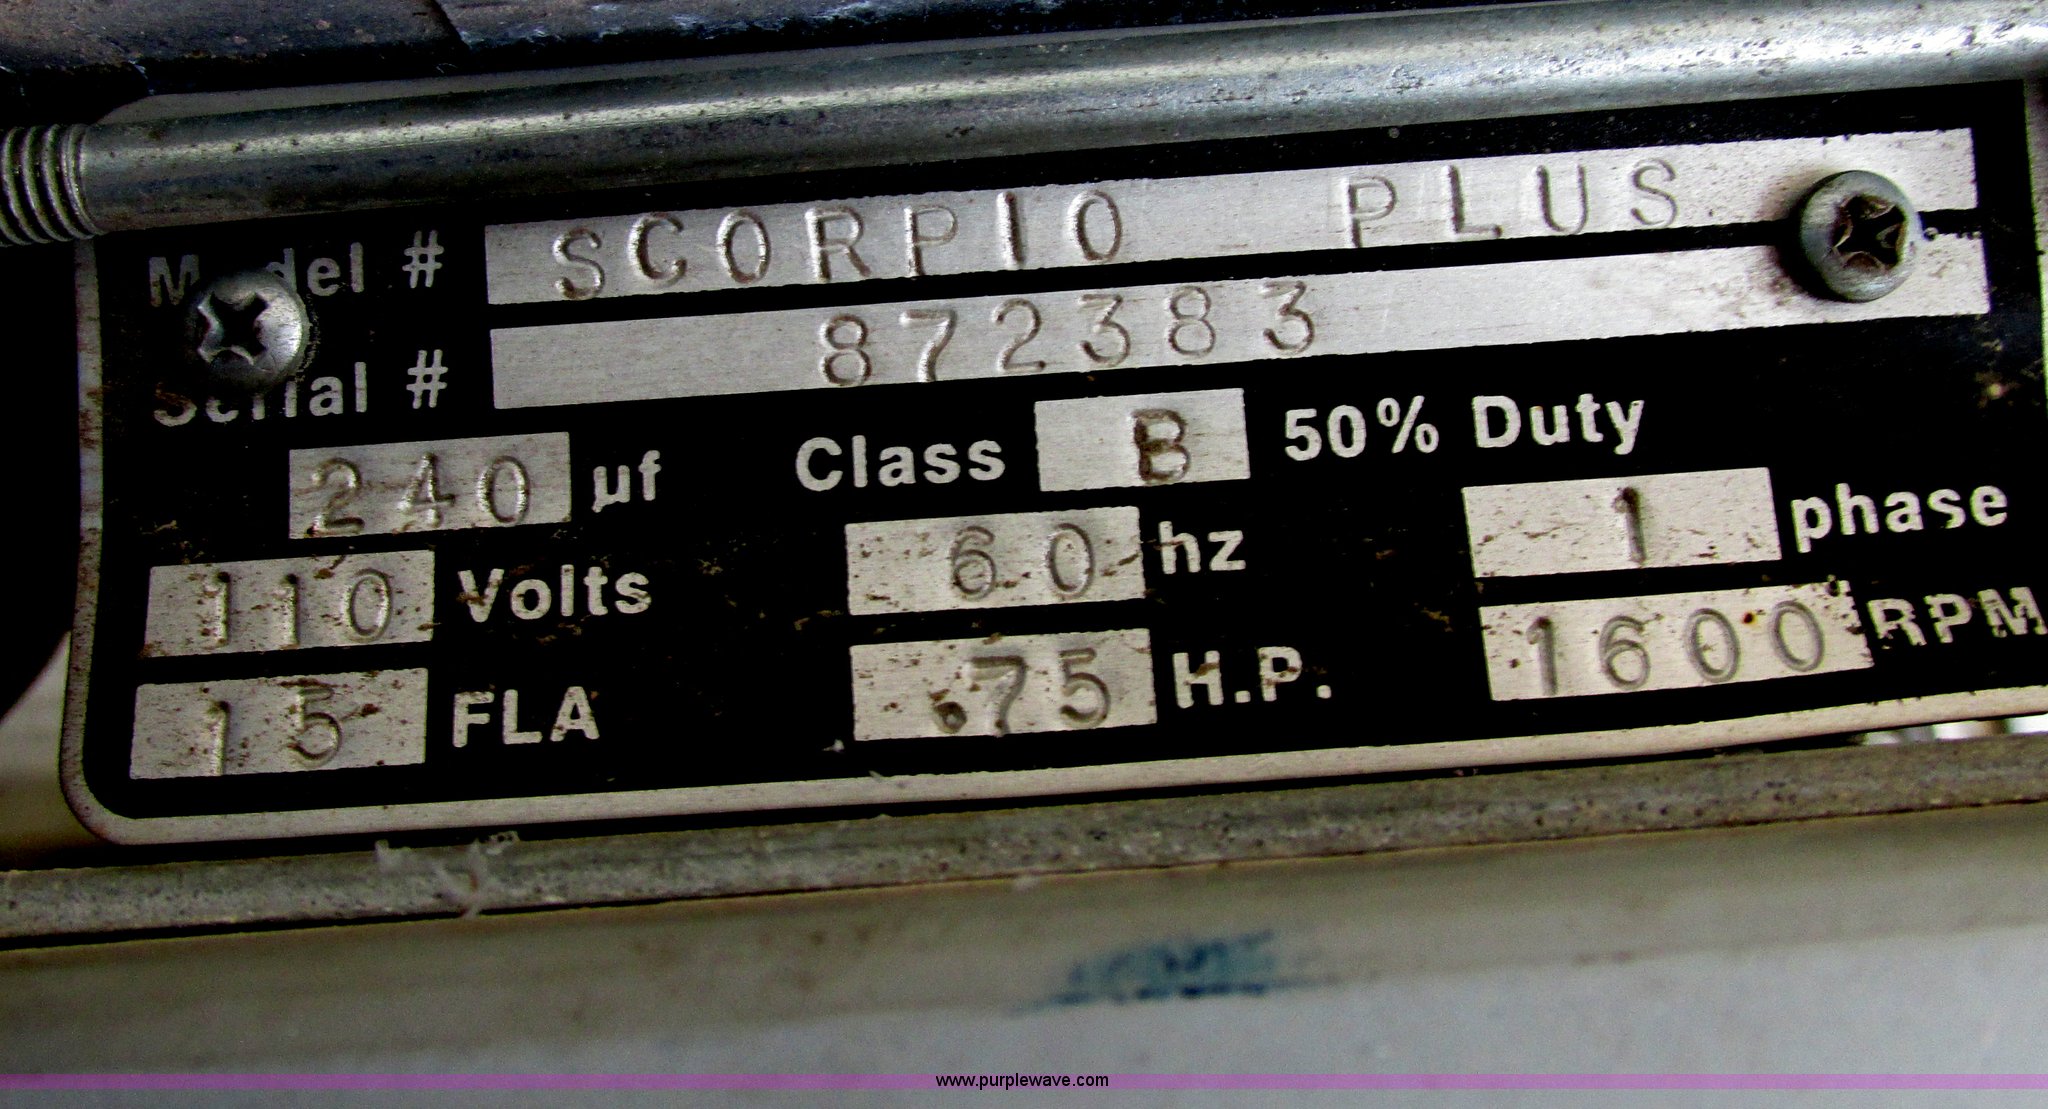 Model # SCORPIO PLUS
Serial # 872383
240 µf Class B 50% Duty
110 Volts 60 hz 1 phase
15 FLA .75 H.P. 1600 RPM
www.purplewave.com